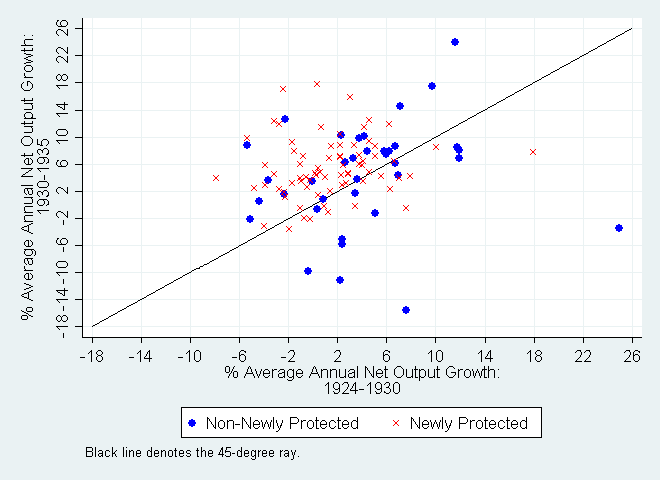 % Average Annual Net Output Growth:
1930-1935
26
22
18
14
10
6
2
-2
-6
-10
-14
-18
-18 -14 -10 -6 -2 2 6 10 14 18 22 26
% Average Annual Net Output Growth:
1924-1930
Non-Newly Protected Newly Protected
Black line denotes the 45-degree ray.